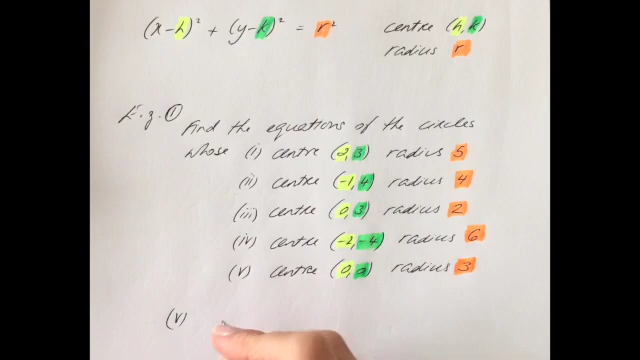 (x-h)² + (y-k)² = r² centre (h, k)
radius r
E.g. ① Find the equations of the circles
whose (i) centre (2, 3) radius 5
(ii) centre (-1, 4) radius 4
(iii) centre (0, 3) radius 2
(iv) centre (-2, -4) radius 6
(v) centre (0, 0) radius 3
(v)